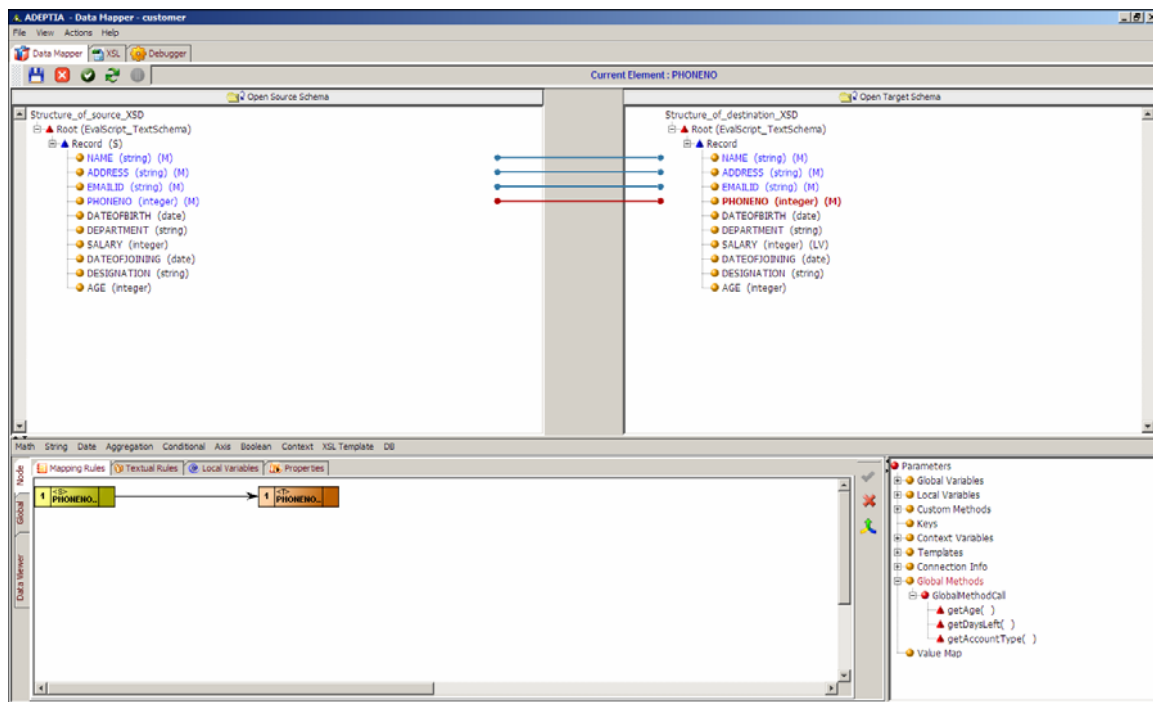 ADEPTIA - Data Mapper - customer
File View Actions Help
Data Mapper XSL Debugger
Current Element : PHONENO
Open Source Schema
Open Target Schema
Structure_of_source_XSD
Root (EvalScript_TextSchema)
Record (S)
NAME (string) (M)
ADDRESS (string) (M)
EMAILID (string) (M)
PHONENO (integer) (M)
DATEOFBIRTH (date)
DEPARTMENT (string)
SALARY (integer)
DATEOFJOINING (date)
DESIGNATION (string)
AGE (integer)
Structure_of_destination_XSD
Root (EvalScript_TextSchema)
Record
NAME (string) (M)
ADDRESS (string) (M)
EMAILID (string) (M)
PHONENO (integer) (M)
DATEOFBIRTH (date)
DEPARTMENT (string)
SALARY (integer) (LV)
DATEOFJOINING (date)
DESIGNATION (string)
AGE (integer)
Math String Date Aggregation Conditional Axis Boolean Context XSL Template DB
Node
Global
Data Viewer
Mapping Rules Textual Rules Local Variables Properties
1 <S> PHONENO..
1 <T> PHONENO..
Parameters
Global Variables
Local Variables
Custom Methods
Keys
Context Variables
Templates
Connection Info
Global Methods
GlobalMethodCall
getAge( )
getDaysLeft( )
getAccountType( )
Value Map